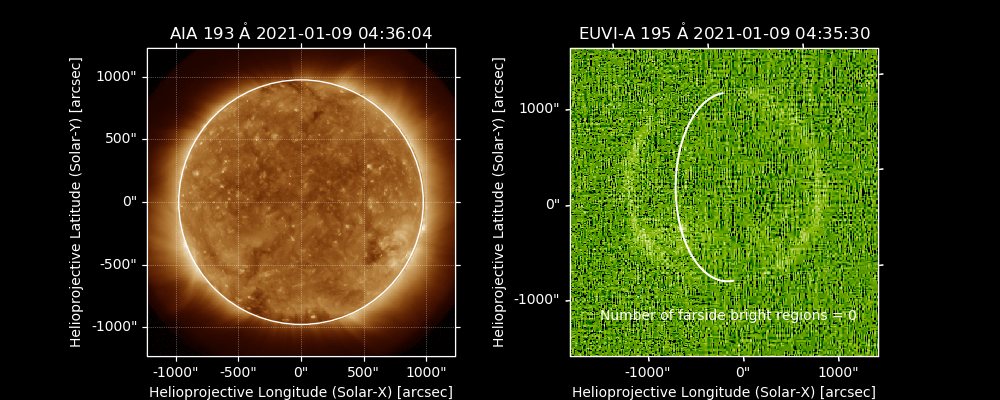 AIA 193 Å 2021-01-09 04:36:04
Helioprojective Latitude (Solar-Y) [arcsec]
1000"
500"
0"
-500"
-1000"
-1000" -500" 0" 500" 1000"
Helioprojective Longitude (Solar-X) [arcsec]
EUVI-A 195 Å 2021-01-09 04:35:30
Helioprojective Latitude (Solar-Y) [arcsec]
1000"
0"
-1000"
Number of farside bright regions = 0
-1000" 0" 1000"
Helioprojective Longitude (Solar-X) [arcsec]